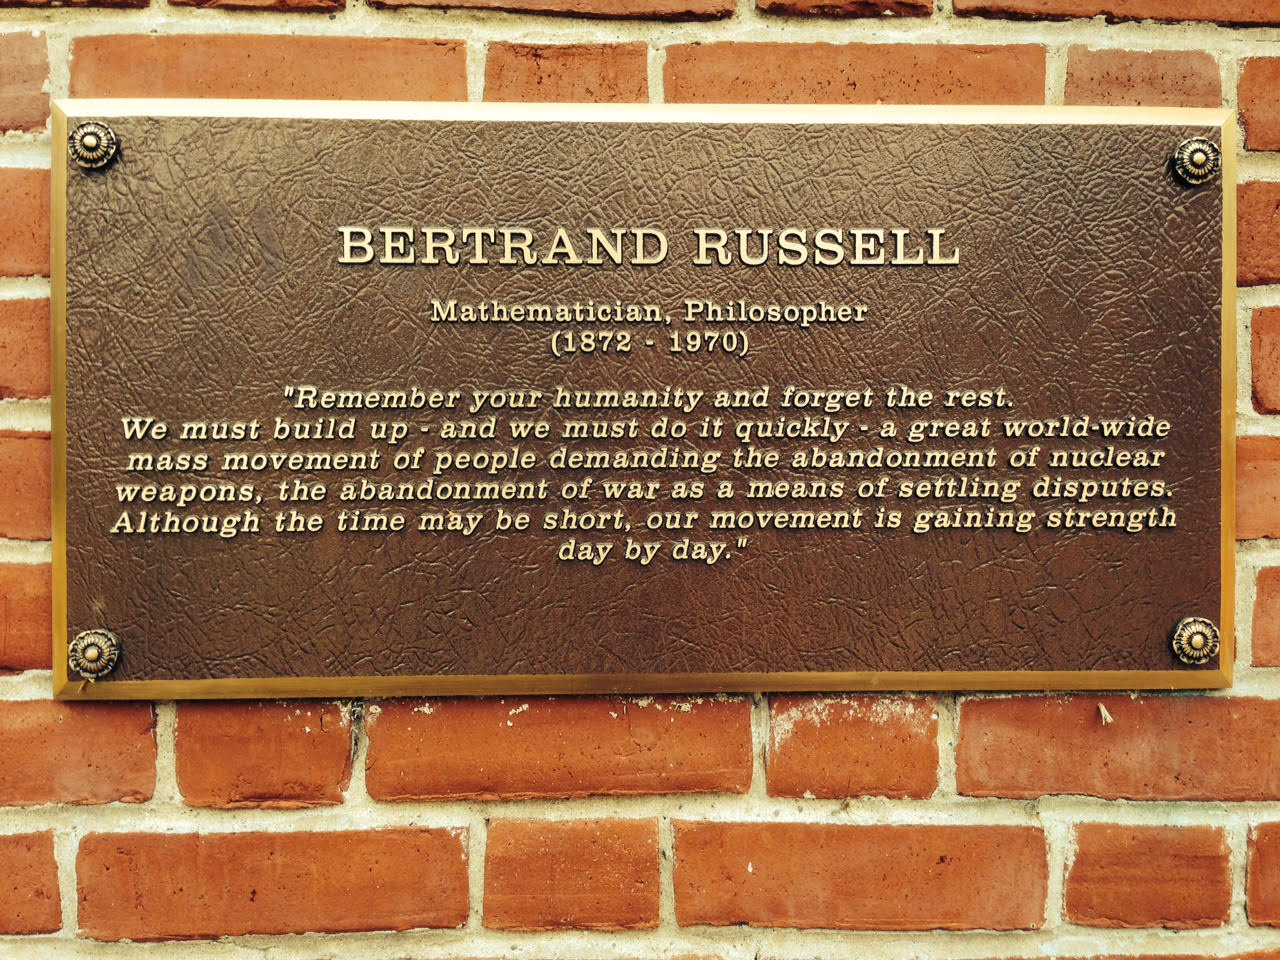 BERTRAND RUSSELL
Mathematician, Philosopher
(1872 - 1970)
"Remember your humanity and forget the rest.
We must build up - and we must do it quickly - a great world-wide
mass movement of people demanding the abandonment of nuclear
weapons, the abandonment of war as a means of settling disputes.
Although the time may be short, our movement is gaining strength
day by day."